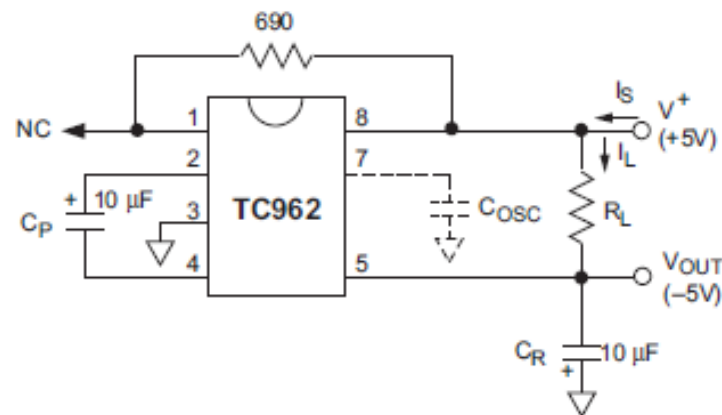 690
I_S
V+
(+5V)
NC
1
8
I_L
2
7
+
10 µF
C_P
3
TC962
C_OSC
R_L
4
5
V_OUT
(–5V)
C_R
10 µF
+